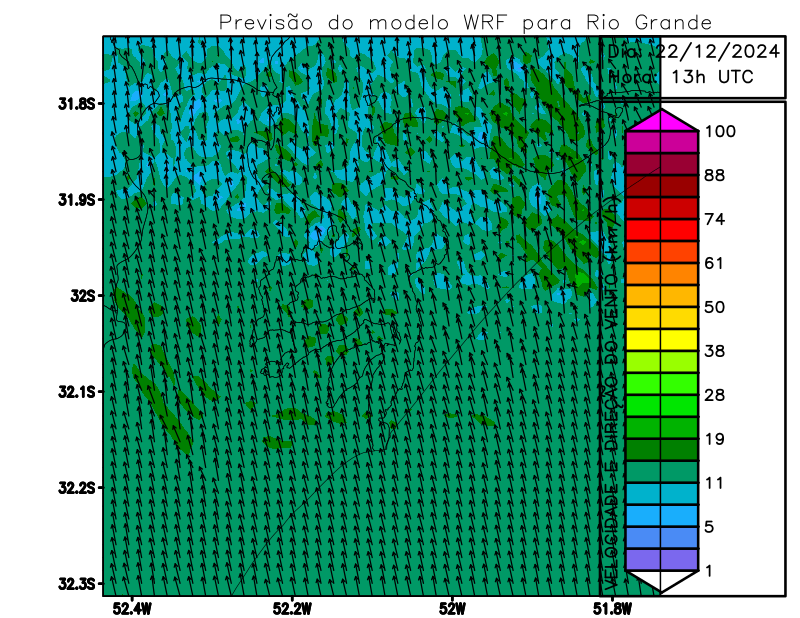 Previsão do modelo WRF para Rio Grande
Dia: 22/12/2024
Hora: 13h UTC
31.8S
31.9S
32S
32.1S
32.2S
32.3S
52.4W
52.2W
52W
51.8W
VELOCIDADE E DIREÇÃO DO VENTO (km/h)
100
88
74
61
50
38
28
19
11
5
1